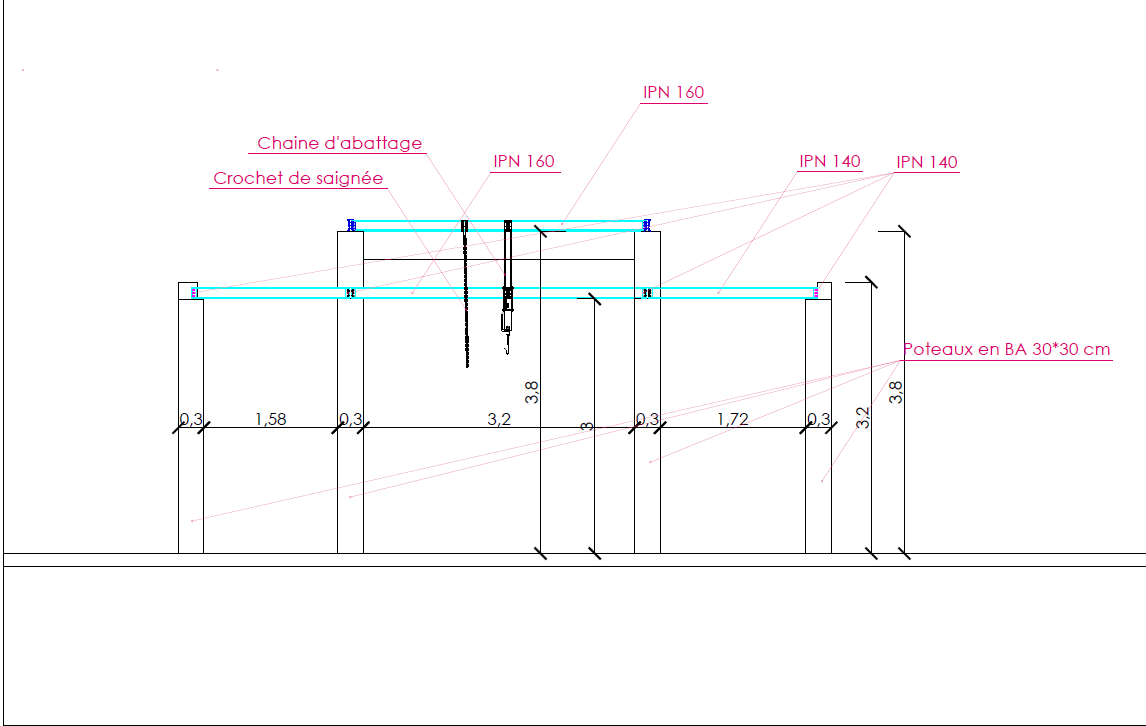 IPN 160
Chaine d'abattage
IPN 160
IPN 140
IPN 140
Crochet de saignée
Poteaux en BA 30*30 cm
3,8
3,8
3,2
3
0,3
1,58
0,3
3,2
0,3
1,72
0,3